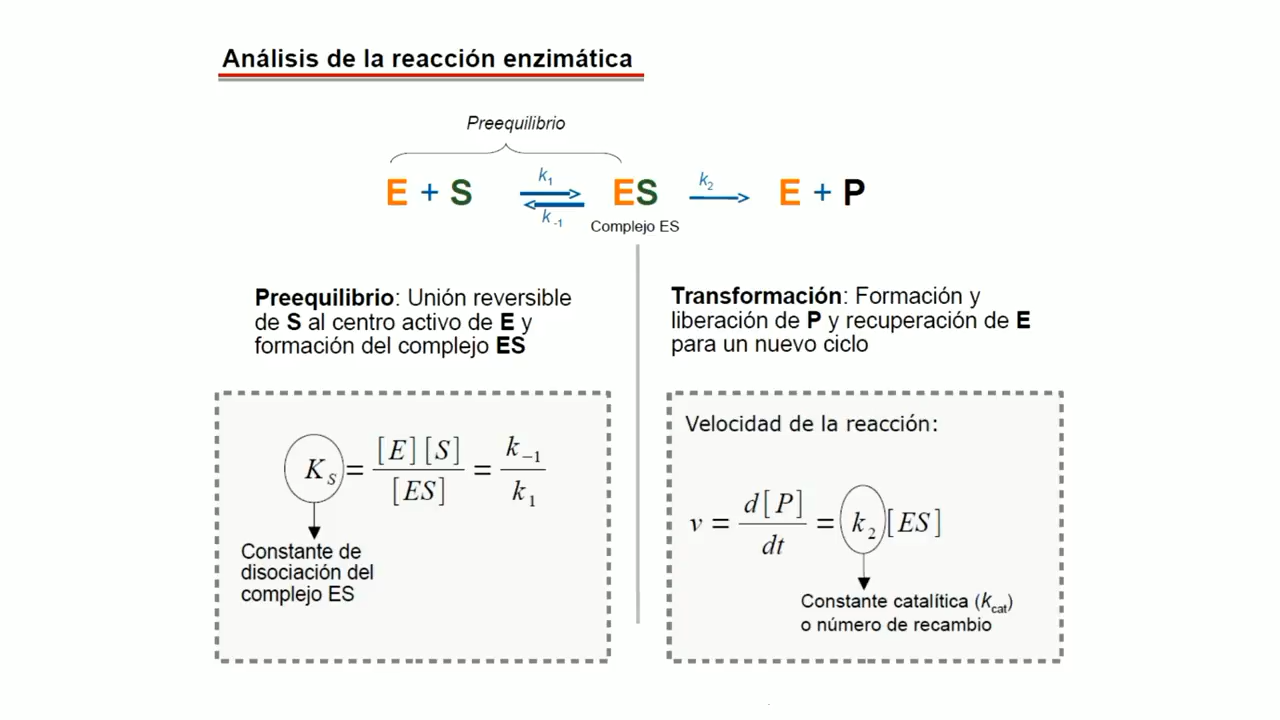 Análisis de la reacción enzimática
Preequilibrio
E + S k₁ k₋₁ ES k₂ E + P
Complejo ES
Preequilibrio: Unión reversible
de S al centro activo de E y
formación del complejo ES
K_S = [E][S] / [ES] = k₋₁ / k₁
Constante de
disociación del
complejo ES
Transformación: Formación y
liberación de P y recuperación de E
para un nuevo ciclo
Velocidad de la reacción:
v = d[P] / dt = k₂ [ES]
Constante catalítica (k_cat)
o número de recambio